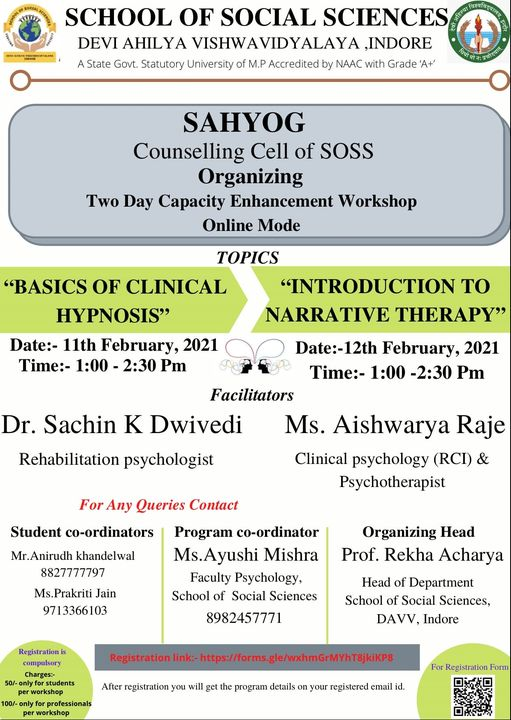 SCHOOL OF SOCIAL SCIENCES
DEVI AHILYA VISHWAVIDYALAYA ,INDORE
A State Govt. Statutory University of M.P Accredited by NAAC with Grade ‘A+’
SAHYOG
Counselling Cell of SOSS
Organizing
Two Day Capacity Enhancement Workshop
Online Mode
TOPICS
“BASICS OF CLINICAL
HYPNOSIS”
Date:- 11th February, 2021
Time:- 1:00 - 2:30 Pm
“INTRODUCTION TO
NARRATIVE THERAPY”
Date:-12th February, 2021
Time:- 1:00 -2:30 Pm
Facilitators
Dr. Sachin K Dwivedi
Rehabilitation psychologist
Ms. Aishwarya Raje
Clinical psychology (RCI) &
Psychotherapist
For Any Queries Contact
Student co-ordinators
Mr.Anirudh khandelwal
8827777797
Ms.Prakriti Jain
9713366103
Program co-ordinator
Ms.Ayushi Mishra
Faculty Psychology,
School of Social Sciences
8982457771
Organizing Head
Prof. Rekha Acharya
Head of Department
School of Social Sciences,
DAVV, Indore
Registration is
compulsory
Charges:-
50/- only for students
per workshop
100/- only for professionals
per workshop
Registration link:- https://forms.gle/wxhmGrMYhT8jkiKP8
After registration you will get the program details on your registered email id.
For Registration Form